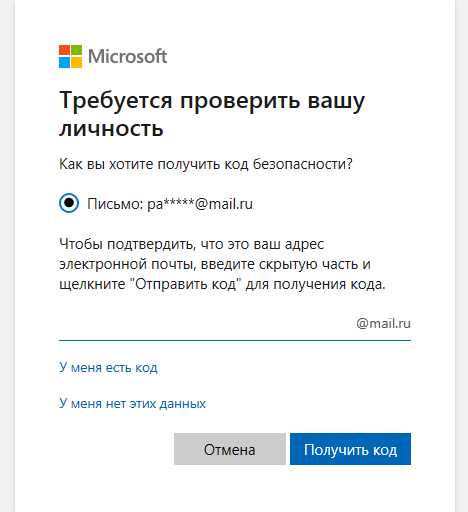 Microsoft
Требуется проверить вашу
личность
Как вы хотите получить код безопасности?
Письмо: pa*****@mail.ru
Чтобы подтвердить, что это ваш адрес
электронной почты, введите скрытую часть и
щелкните "Отправить код" для получения кода.
@mail.ru
У меня есть код
У меня нет этих данных
Отмена Получить код